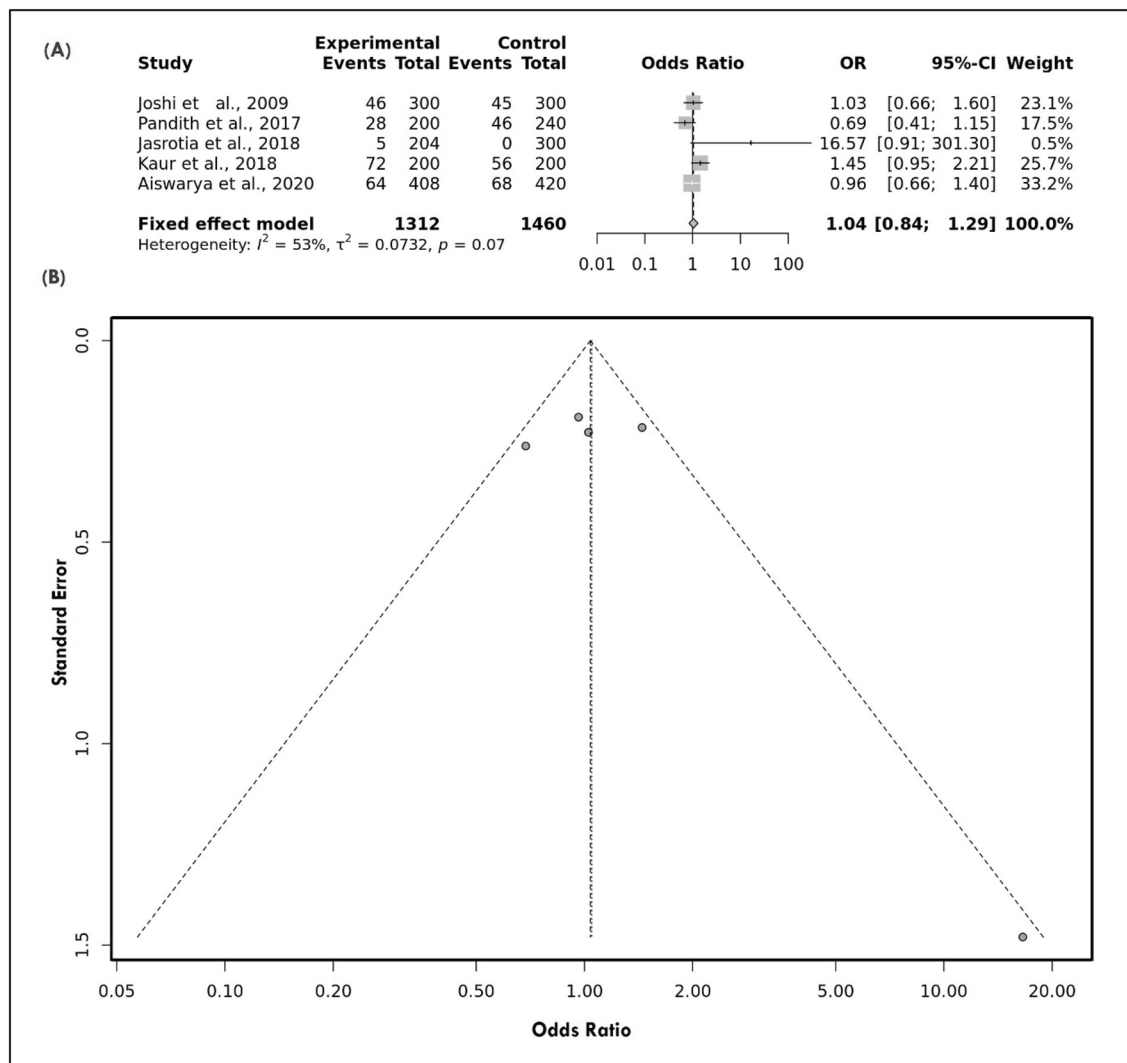 (A)
Experimental Control
Study Events Total Events Total Odds Ratio OR 95%-CI Weight
Joshi et al., 2009 46 300 45 300 1.03 [0.66; 1.60] 23.1%
Pandith et al., 2017 28 200 46 240 0.69 [0.41; 1.15] 17.5%
Jasrotia et al., 2018 5 204 0 300 16.57 [0.91; 301.30] 0.5%
Kaur et al., 2018 72 200 56 200 1.45 [0.95; 2.21] 25.7%
Aiswarya et al., 2020 64 408 68 420 0.96 [0.66; 1.40] 33.2%
Fixed effect model 1312 1460 1.04 [0.84; 1.29] 100.0%
Heterogeneity: I² = 53%, τ² = 0.0732, p = 0.07
0.01 0.1 1 10 100
(B)
0.0
0.5
1.0
1.5
Standard Error
0.05 0.10 0.20 0.50 1.00 2.00 5.00 10.00 20.00
Odds Ratio